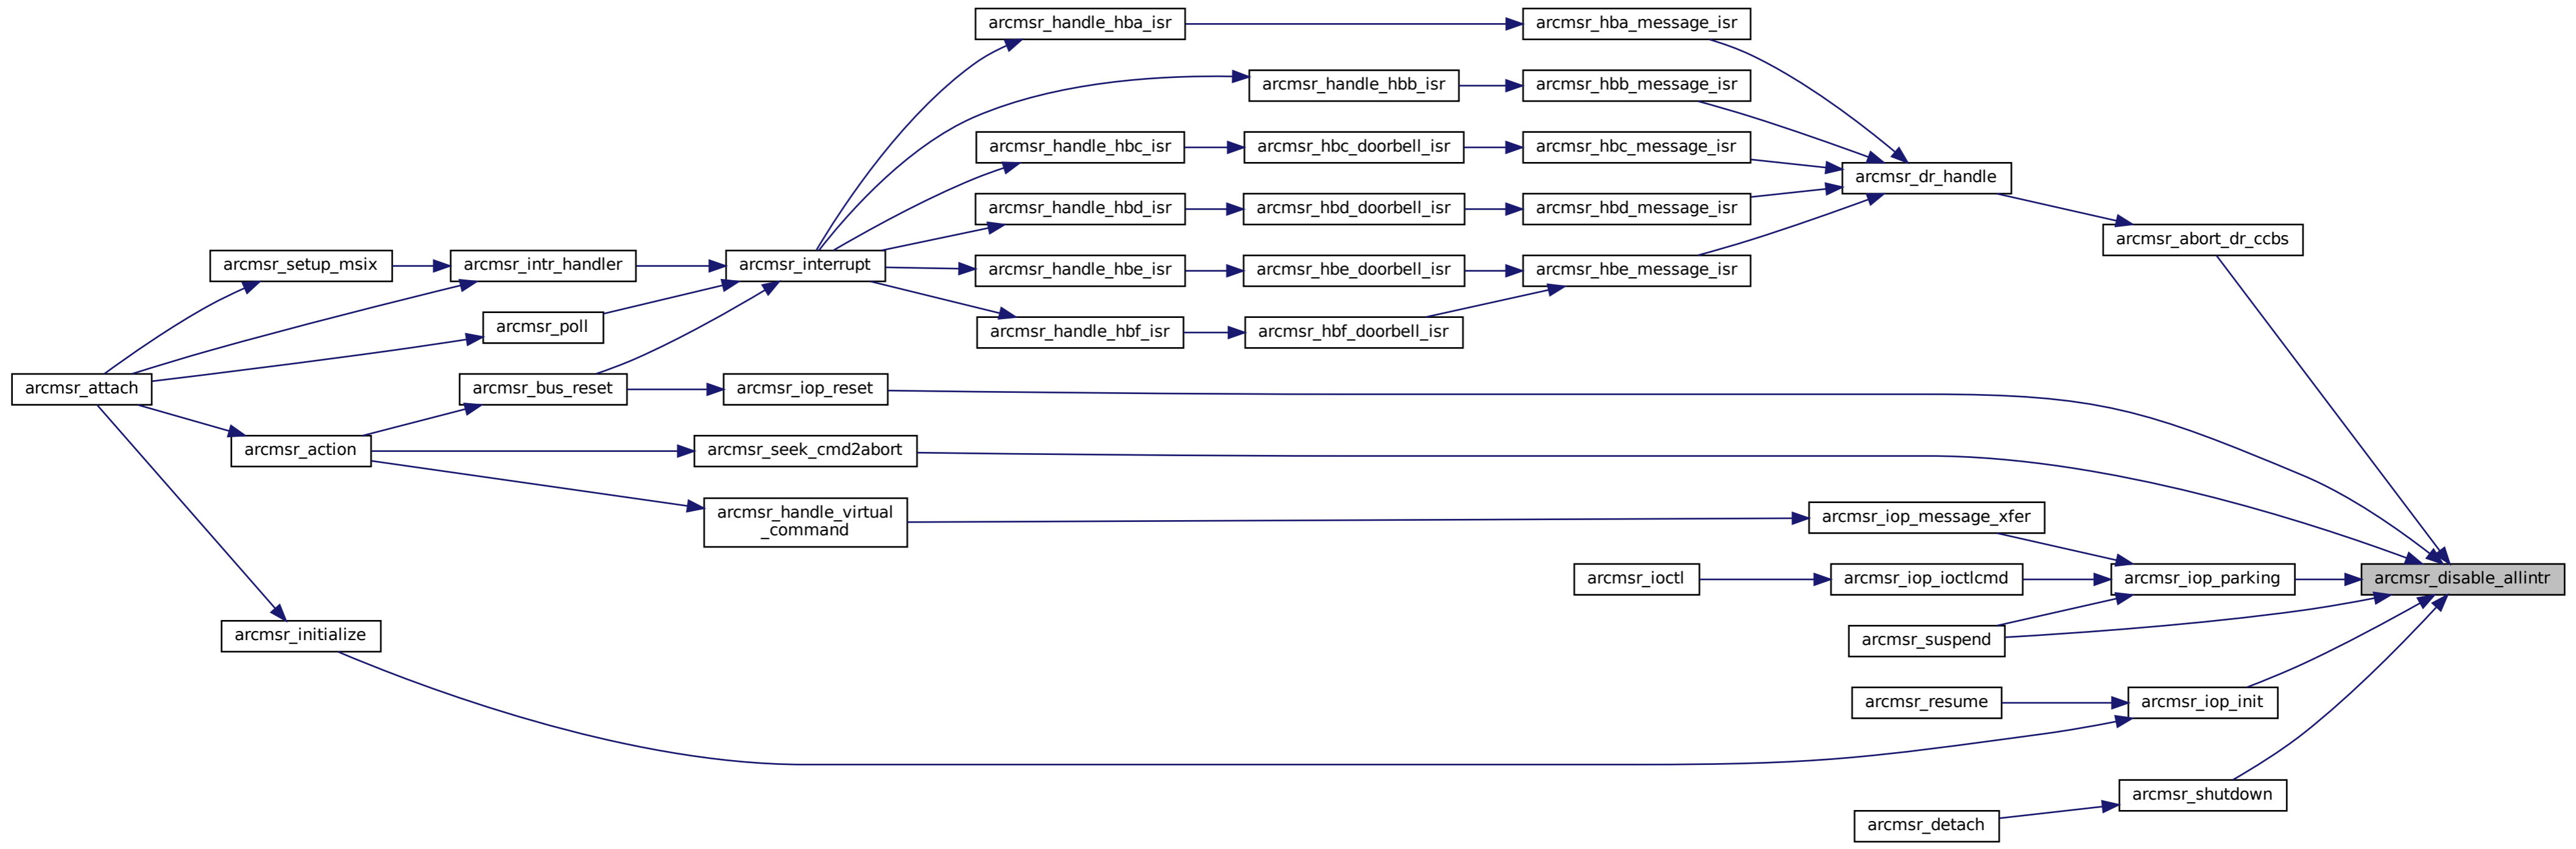 arcmsr_handle_hba_isr
arcmsr_hba_message_isr
arcmsr_handle_hbb_isr
arcmsr_hbb_message_isr
arcmsr_handle_hbc_isr
arcmsr_hbc_doorbell_isr
arcmsr_hbc_message_isr
arcmsr_dr_handle
arcmsr_handle_hbd_isr
arcmsr_hbd_doorbell_isr
arcmsr_hbd_message_isr
arcmsr_abort_dr_ccbs
arcmsr_setup_msix
arcmsr_intr_handler
arcmsr_interrupt
arcmsr_handle_hbe_isr
arcmsr_hbe_doorbell_isr
arcmsr_hbe_message_isr
arcmsr_poll
arcmsr_handle_hbf_isr
arcmsr_hbf_doorbell_isr
arcmsr_attach
arcmsr_bus_reset
arcmsr_iop_reset
arcmsr_action
arcmsr_seek_cmd2abort
arcmsr_handle_virtual
_command
arcmsr_iop_message_xfer
arcmsr_ioctl
arcmsr_iop_ioctlcmd
arcmsr_iop_parking
arcmsr_disable_allintr
arcmsr_initialize
arcmsr_suspend
arcmsr_resume
arcmsr_iop_init
arcmsr_shutdown
arcmsr_detach